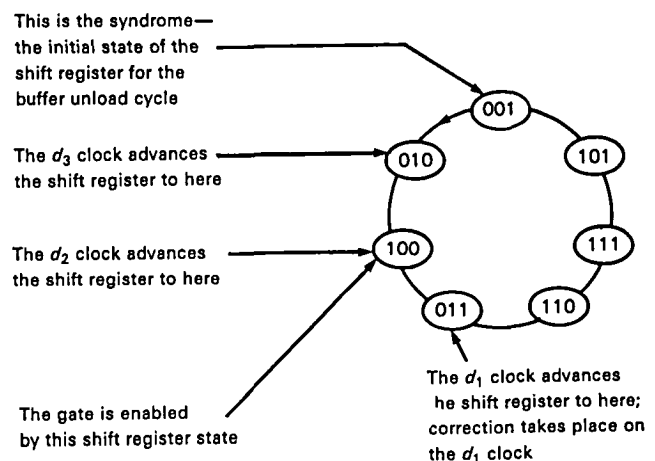 This is the syndrome—
the initial state of the
shift register for the
buffer unload cycle
001
The d3 clock advances
the shift register to here
010
101
The d2 clock advances
the shift register to here
100
111
011
110
The d1 clock advances
he shift register to here;
correction takes place on
the d1 clock
The gate is enabled
by this shift register state